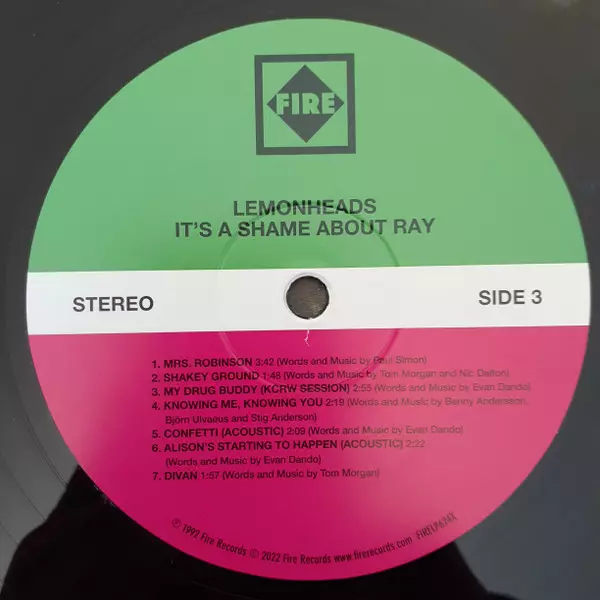 FIRE
LEMONHEADS
IT'S A SHAME ABOUT RAY
STEREO
SIDE 3
1. MRS. ROBINSON 3:42 (Words and Music by Paul Simon)
2. SHAKEY GROUND 1:48 (Words and Music by Tom Morgan and Nic Dalton)
3. MY DRUG BUDDY (KCRW SESSION) 2:55 (Words and Music by Evan Dando)
4. KNOWING ME, KNOWING YOU 2:19 (Words and Music by Benny Andersson,
Björn Ulvaeus and Stig Anderson)
5. CONFETTI (ACOUSTIC) 2:09 (Words and Music by Evan Dando)
6. ALISON'S STARTING TO HAPPEN (ACOUSTIC) 2:22
(Words and Music by Evan Dando)
7. DIVAN 1:57 (Words and Music by Tom Morgan)
℗ 1992 Fire Records © 2022 Fire Records www.firerecords.com FIRELP674X